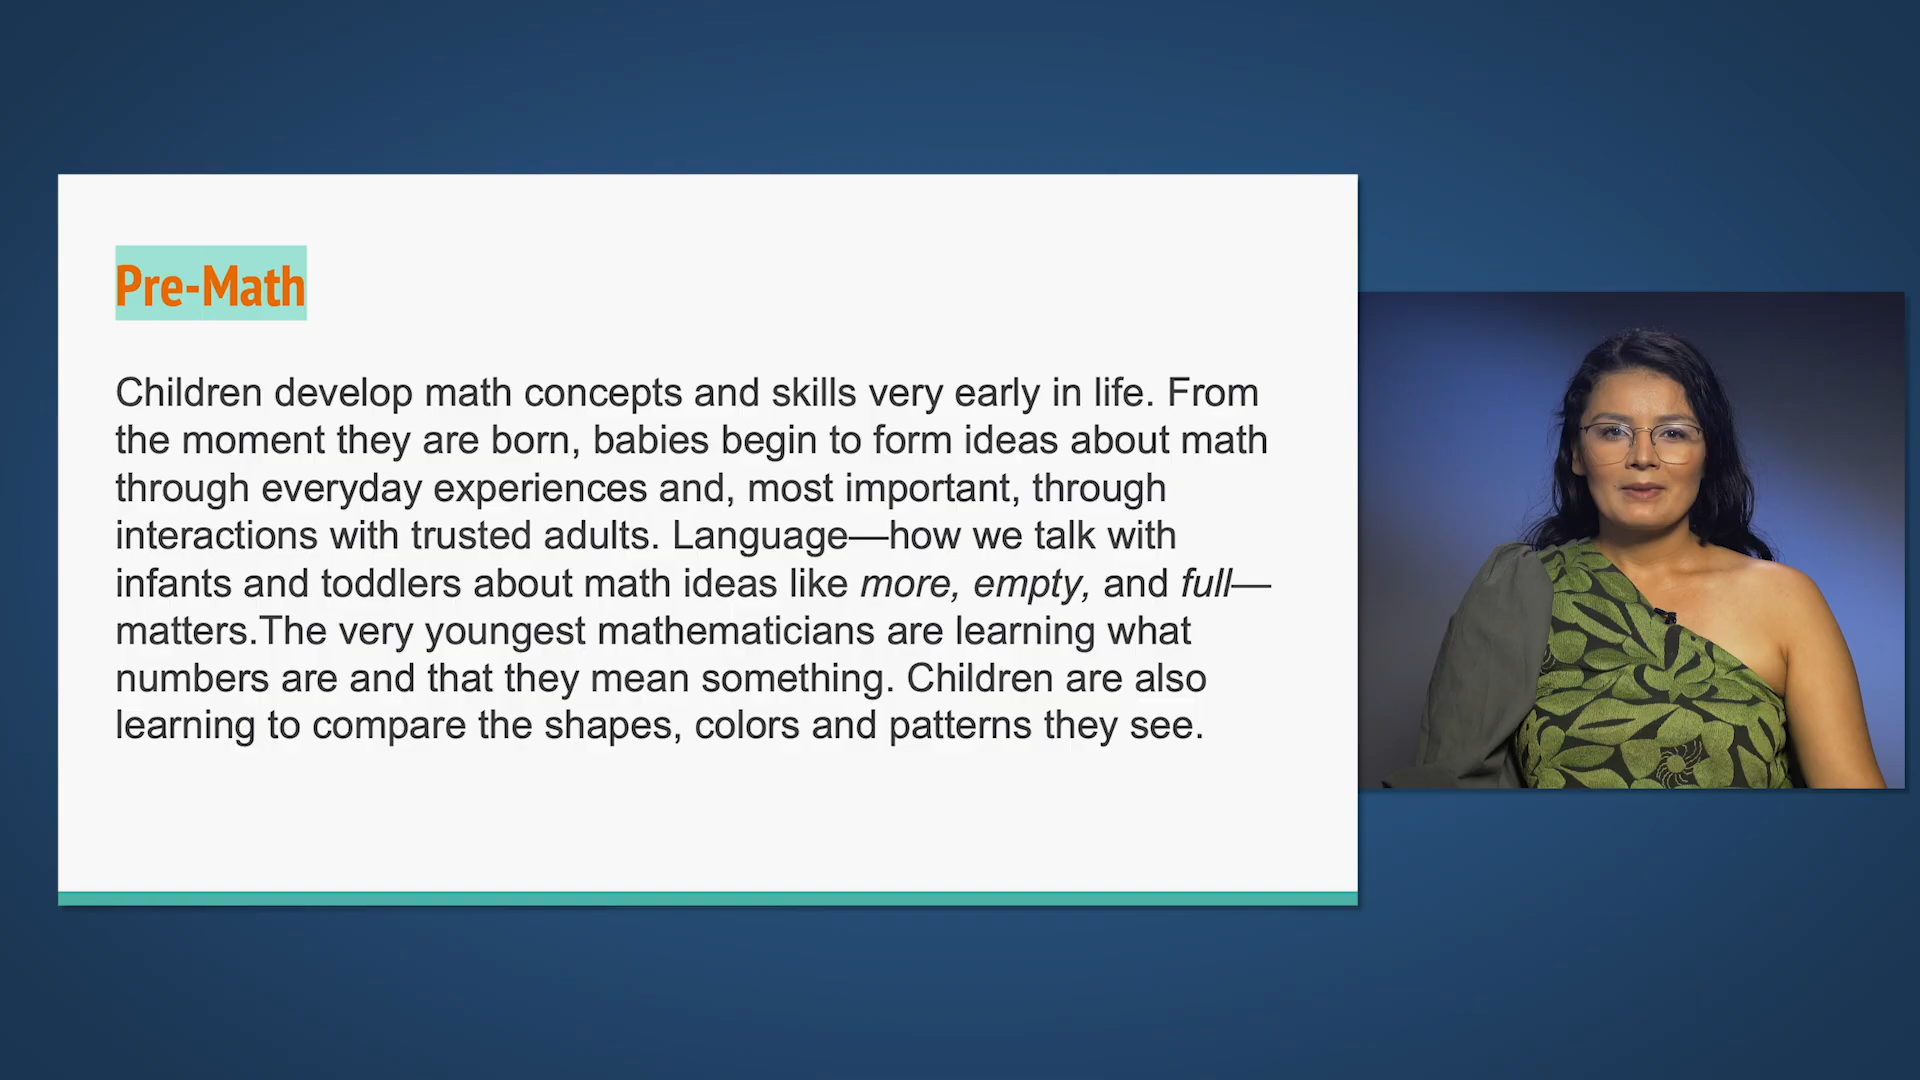 Pre-Math
Children develop math concepts and skills very early in life. From
the moment they are born, babies begin to form ideas about math
through everyday experiences and, most important, through
interactions with trusted adults. Language—how we talk with
infants and toddlers about math ideas like more, empty, and full—
matters.The very youngest mathematicians are learning what
numbers are and that they mean something. Children are also
learning to compare the shapes, colors and patterns they see.